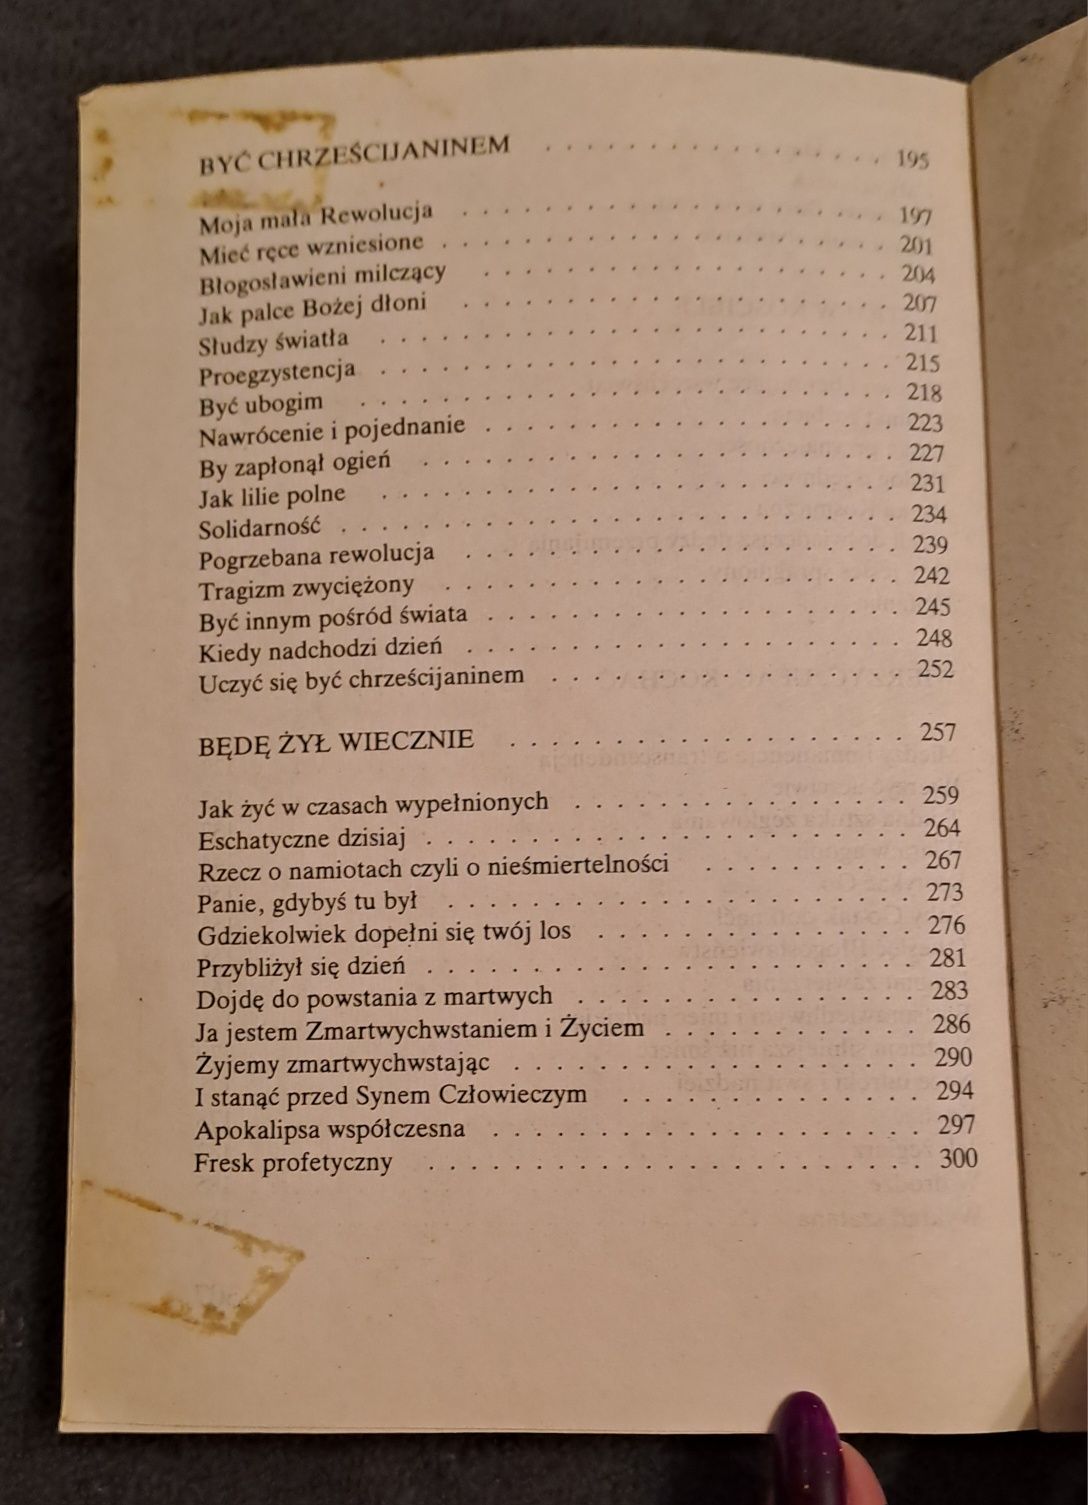 BYĆ CHRZEŚCIJANINEM . . . . . . . . . . . . . . . . . 195
Moja mała Rewolucja . . . . . . . . . . . . . . . . . . . . . 197
Mieć ręce wzniesione . . . . . . . . . . . . . . . . . . . . . . 201
Błogosławieni milczący . . . . . . . . . . . . . . . . . . . . 204
Jak palce Bożej dłoni . . . . . . . . . . . . . . . . . . . . . 207
Słudzy światła . . . . . . . . . . . . . . . . . . . . . . . . . 211
Proegzystencja . . . . . . . . . . . . . . . . . . . . . . . . . 215
Być ubogim . . . . . . . . . . . . . . . . . . . . . . . . . . 218
Nawrócenie i pojednanie . . . . . . . . . . . . . . . . . . . . 223
By zapłonął ogień . . . . . . . . . . . . . . . . . . . . . . . 227
Jak lilie polne . . . . . . . . . . . . . . . . . . . . . . . . . 231
Solidarność . . . . . . . . . . . . . . . . . . . . . . . . . . . 234
Pogrzebana rewolucja . . . . . . . . . . . . . . . . . . . . . 239
Tragizm zwyciężony . . . . . . . . . . . . . . . . . . . . . . 242
Być innym pośród świata . . . . . . . . . . . . . . . . . . . . 245
Kiedy nadchodzi dzień . . . . . . . . . . . . . . . . . . . . . 248
Uczyć się być chrześcijaninem . . . . . . . . . . . . . . . . . 252
BĘDĘ ŻYŁ WIECZNIE . . . . . . . . . . . . . . . . . . . 257
Jak żyć w czasach wypełnionych . . . . . . . . . . . . . . . . 259
Eschatyczne dzisiaj . . . . . . . . . . . . . . . . . . . . . . . 264
Rzecz o namiotach czyli o nieśmiertelności . . . . . . . . . . 267
Panie, gdybyś tu był . . . . . . . . . . . . . . . . . . . . . . 273
Gdziekolwiek dopełni się twój los . . . . . . . . . . . . . . . 276
Przybliżył się dzień . . . . . . . . . . . . . . . . . . . . . . . 281
Dojdę do powstania z martwych . . . . . . . . . . . . . . . . 283
Ja jestem Zmartwychwstaniem i Życiem . . . . . . . . . . . . 286
Żyjemy zmartwychwstając . . . . . . . . . . . . . . . . . . . 290
I stanąć przed Synem Człowieczym . . . . . . . . . . . . . . 294
Apokalipsa współczesna . . . . . . . . . . . . . . . . . . . . 297
Fresk profetyczny . . . . . . . . . . . . . . . . . . . . . . . 300